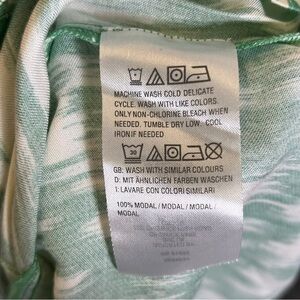 MACHINE WASH COLD DELICATE
CYCLE. WASH WITH LIKE COLORS.
ONLY NON-CHLORINE BLEACH WHEN
NEEDED. TUMBLE DRY LOW. COOL
IRON IF NEEDED
GB: WASH WITH SIMILAR COLOURS
D: MIT ÄHNLICHEN FARBEN WASCHEN
I: LAVARE CON COLORI SIMILARI
100% MODAL / MODAL / MODAL /
MODAL